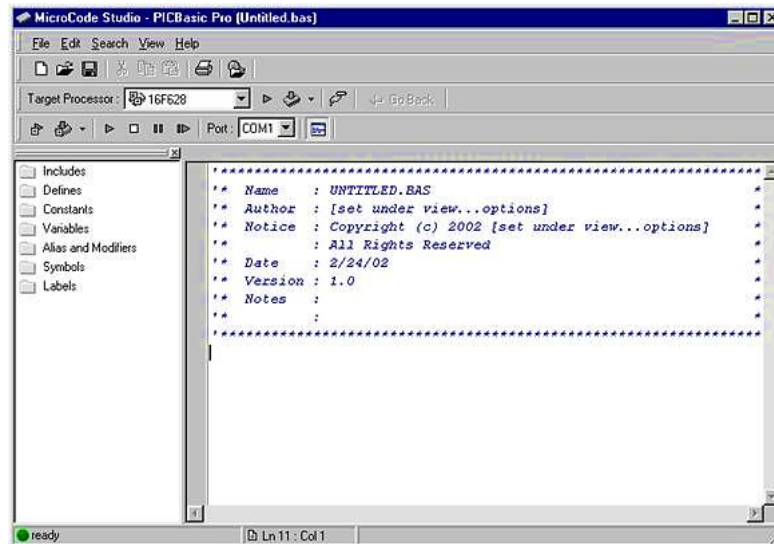 MicroCode Studio - PICBasic Pro (Untitled.bas)
File Edit Search View Help
Target Processor: 16F628 Go Back
Port: COM1
Includes
Defines
Constants
Variables
Alias and Modifiers
Symbols
Labels
'****************************************************************
'*  Name    : UNTITLED.BAS                                      *
'*  Author  : [set under view...options]                        *
'*  Notice  : Copyright (c) 2002 [set under view...options]     *
'*          : All Rights Reserved                               *
'*  Date    : 2/24/02                                           *
'*  Version : 1.0                                               *
'*  Notes   :                                                   *
'*          :                                                   *
'****************************************************************
ready Ln 11 : Col 1